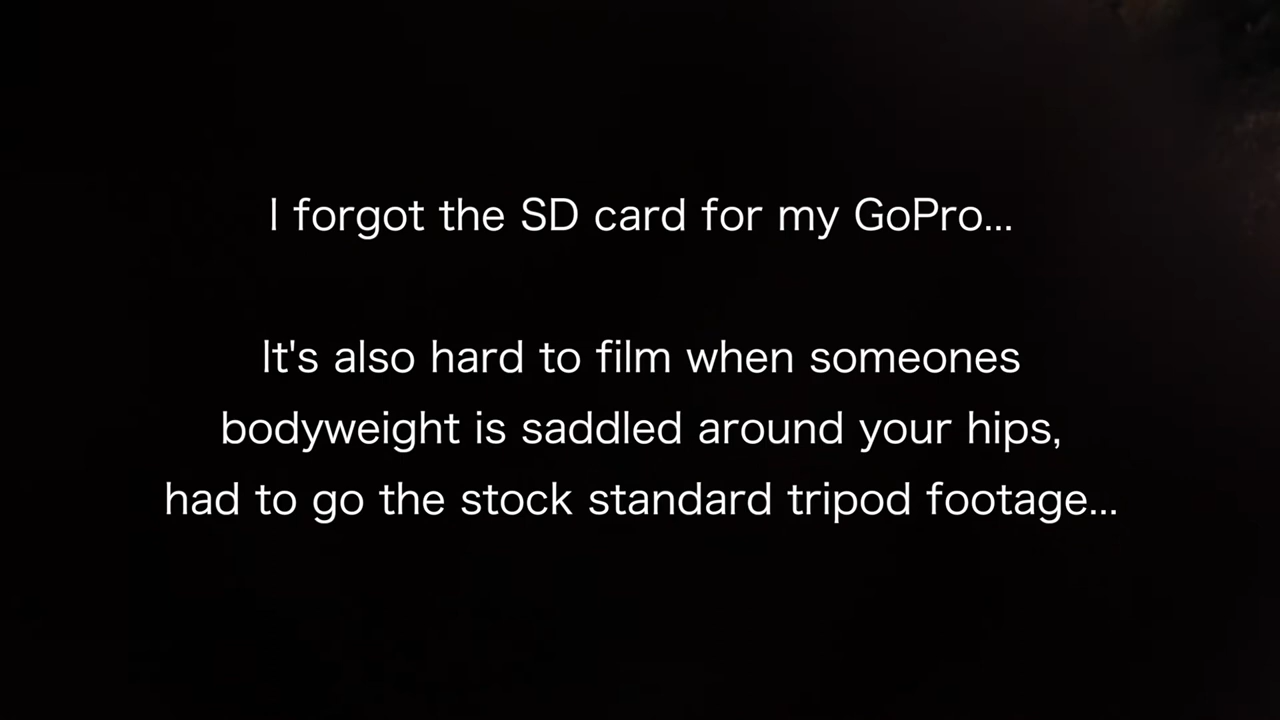 I forgot the SD card for my GoPro...
It's also hard to film when someones
bodyweight is saddled around your hips,
had to go the stock standard tripod footage...